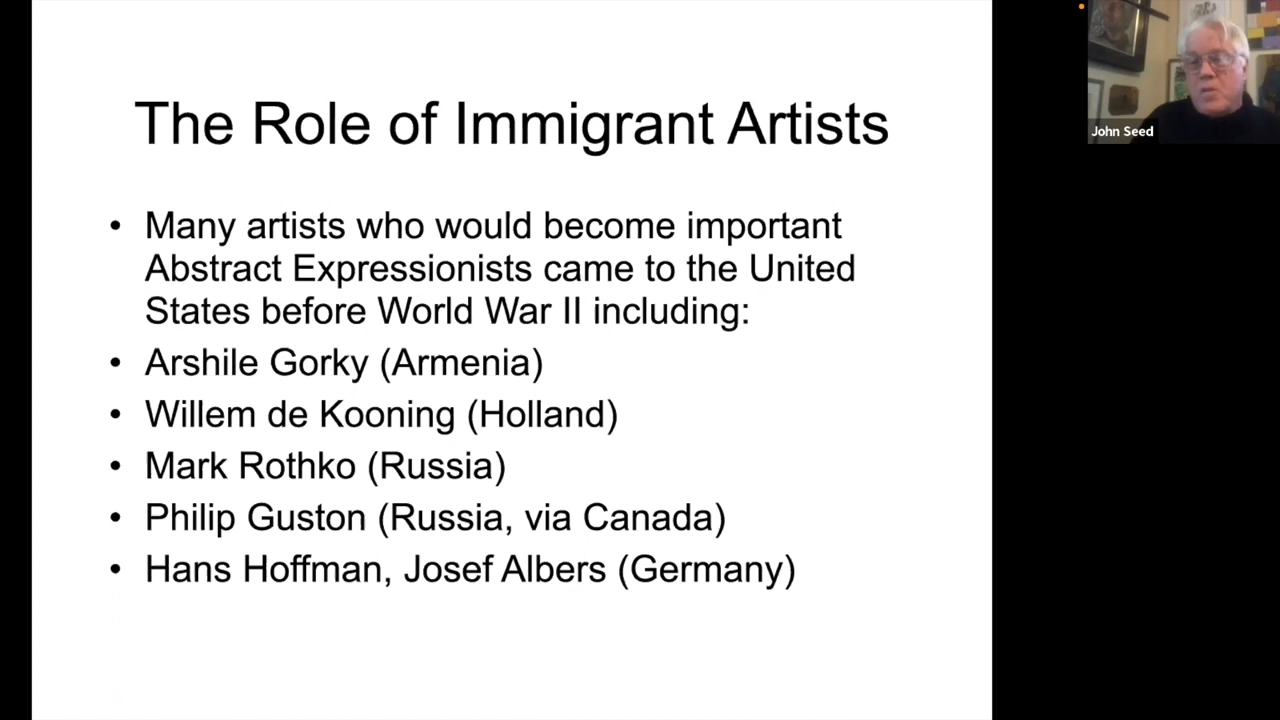 The Role of Immigrant Artists
• Many artists who would become important
Abstract Expressionists came to the United
States before World War II including:
• Arshile Gorky (Armenia)
• Willem de Kooning (Holland)
• Mark Rothko (Russia)
• Philip Guston (Russia, via Canada)
• Hans Hoffman, Josef Albers (Germany)
John Seed